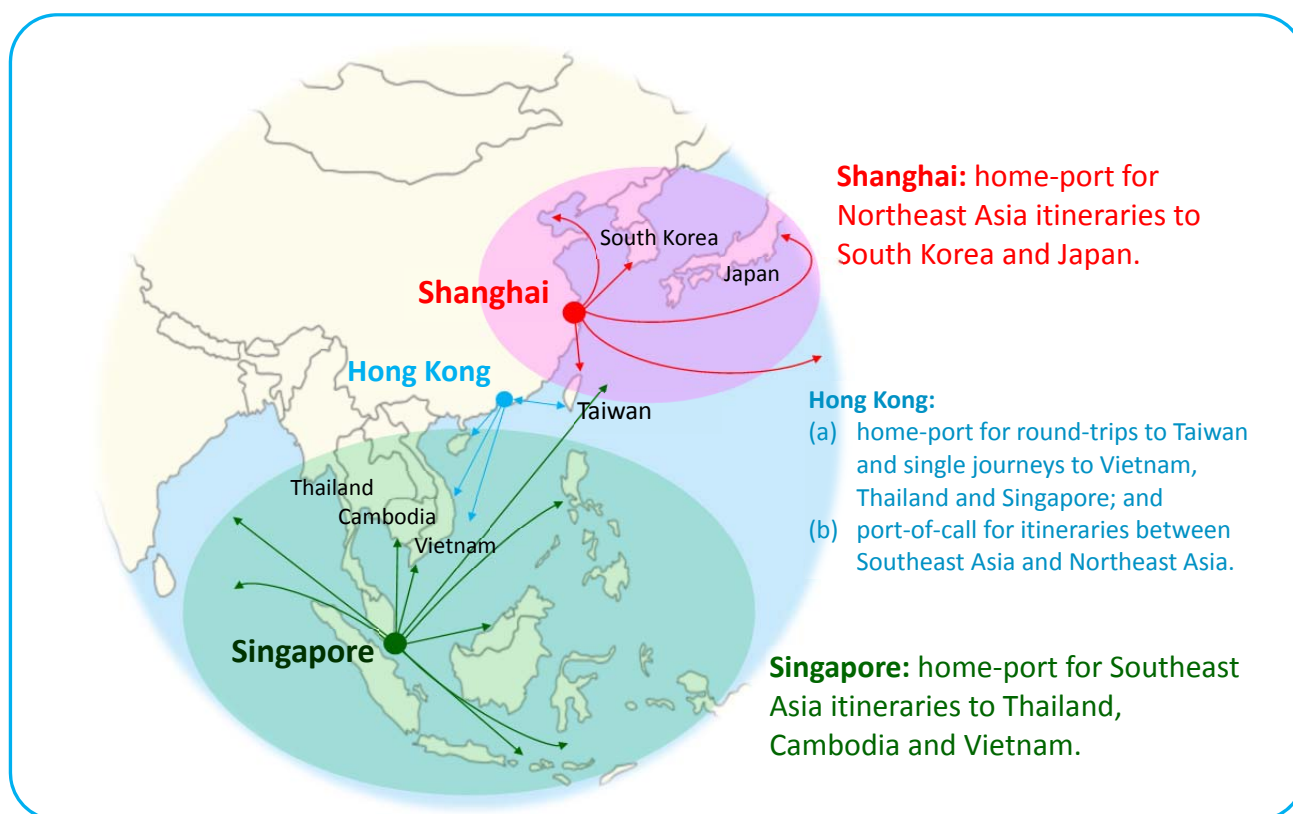 Shanghai: home-port for
Northeast Asia itineraries to
South Korea and Japan.
South Korea
Japan
Shanghai
Hong Kong
Taiwan
Hong Kong:
(a) home-port for round-trips to Taiwan
and single journeys to Vietnam,
Thailand and Singapore; and
(b) port-of-call for itineraries between
Southeast Asia and Northeast Asia.
Thailand
Cambodia
Vietnam
Singapore
Singapore: home-port for Southeast
Asia itineraries to Thailand,
Cambodia and Vietnam.